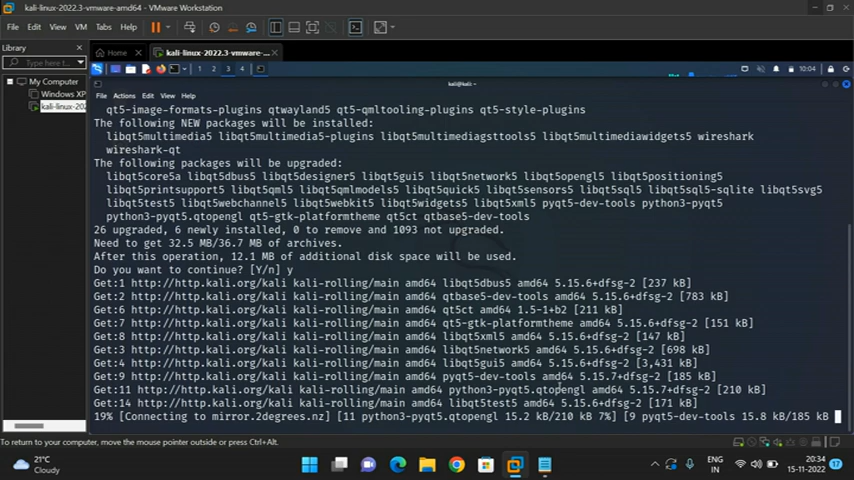 kali-linux-2022.3-vmware-amd64 - VMware Workstation
File Edit View VM Tabs Help
Library
Type here to search
Home
kali-linux-2022.3-vmware-...
My Computer
Windows XP
kali-linux-202
1 2 3 4
10:04
kali@kali: ~
File Actions Edit View Help
qt5-image-formats-plugins qtwayland5 qt5-qmltooling-plugins qt5-style-plugins
The following NEW packages will be installed:
libqt5multimedia5 libqt5multimedia5-plugins libqt5multimediagsttools5 libqt5multimediawidgets5 wireshark
wireshark-qt
The following packages will be upgraded:
libqt5core5a libqt5dbus5 libqt5designer5 libqt5gui5 libqt5network5 libqt5opengl5 libqt5positioning5
libqt5printsupport5 libqt5qml5 libqt5qmlmodels5 libqt5quick5 libqt5sensors5 libqt5sql5 libqt5sql5-sqlite libqt5svg5
libqt5test5 libqt5webchannel5 libqt5webkit5 libqt5widgets5 libqt5xml5 pyqt5-dev-tools python3-pyqt5
python3-pyqt5.qtopengl qt5-gtk-platformtheme qt5ct qtbase5-dev-tools
26 upgraded, 6 newly installed, 0 to remove and 1093 not upgraded.
Need to get 32.5 MB/36.7 MB of archives.
After this operation, 12.1 MB of additional disk space will be used.
Do you want to continue? [Y/n] y
Get:1 http://http.kali.org/kali kali-rolling/main amd64 libqt5dbus5 amd64 5.15.6+dfsg-2 [237 kB]
Get:2 http://http.kali.org/kali kali-rolling/main amd64 qtbase5-dev-tools amd64 5.15.6+dfsg-2 [783 kB]
Get:6 http://http.kali.org/kali kali-rolling/main amd64 qt5ct amd64 1.5-1+b2 [211 kB]
Get:7 http://http.kali.org/kali kali-rolling/main amd64 qt5-gtk-platformtheme amd64 5.15.6+dfsg-2 [151 kB]
Get:8 http://http.kali.org/kali kali-rolling/main amd64 libqt5xml5 amd64 5.15.6+dfsg-2 [147 kB]
Get:3 http://http.kali.org/kali kali-rolling/main amd64 libqt5network5 amd64 5.15.6+dfsg-2 [698 kB]
Get:4 http://http.kali.org/kali kali-rolling/main amd64 libqt5gui5 amd64 5.15.6+dfsg-2 [3,431 kB]
Get:9 http://http.kali.org/kali kali-rolling/main amd64 pyqt5-dev-tools amd64 5.15.7+dfsg-2 [185 kB]
Get:11 http://http.kali.org/kali kali-rolling/main amd64 python3-pyqt5.qtopengl amd64 5.15.7+dfsg-2 [210 kB]
Get:14 http://http.kali.org/kali kali-rolling/main amd64 libqt5test5 amd64 5.15.6+dfsg-2 [171 kB]
19% [Connecting to mirror.2degrees.nz] [11 python3-pyqt5.qtopengl 15.2 kB/210 kB 7%] [9 pyqt5-dev-tools 15.8 kB/185 kB
To return to your computer, move the mouse pointer outside or press Ctrl+Alt.
21°C
Cloudy
ENG
IN
20:34
15-11-2022
17